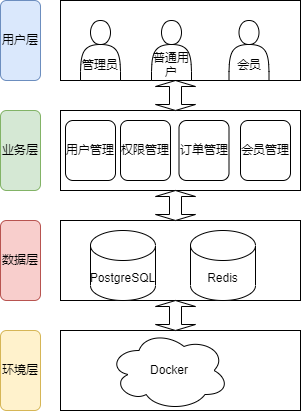 用户层
管理员
普通用
户
会员
业务层
用户管理
权限管理
订单管理
会员管理
数据层
PostgreSQL
Redis
环境层
Docker